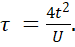 τ = 4t²/U.